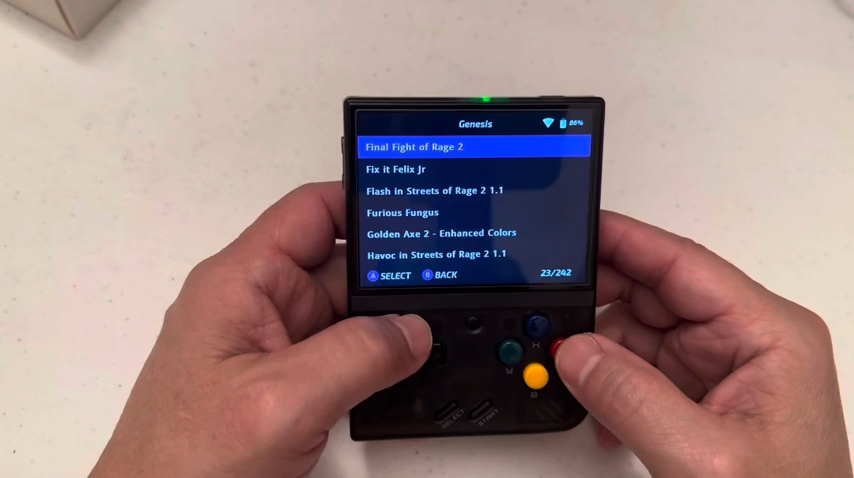 Genesis 86%
Final Fight of Rage 2
Fix it Felix Jr
Flash in Streets of Rage 2 1.1
Furious Fungus
Golden Axe 2 - Enhanced Colors
Havoc in Streets of Rage 2 1.1
A SELECT B BACK 23/242
X
Y
B
SELECT START